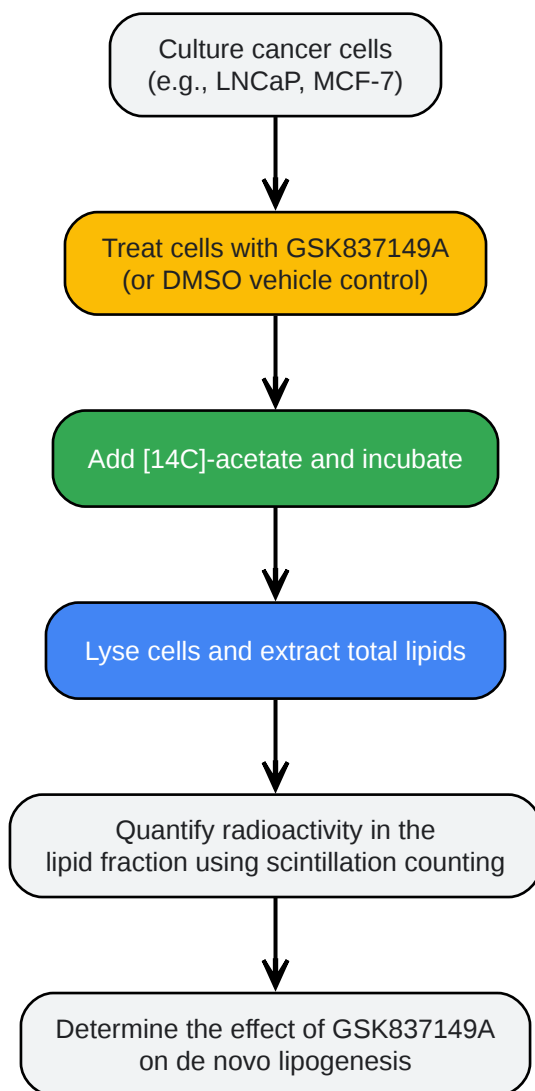 Culture cancer cells
(e.g., LNCaP, MCF-7)
Treat cells with GSK837149A
(or DMSO vehicle control)
Add [14C]-acetate and incubate
Lyse cells and extract total lipids
Quantify radioactivity in the
lipid fraction using scintillation counting
Determine the effect of GSK837149A
on de novo lipogenesis